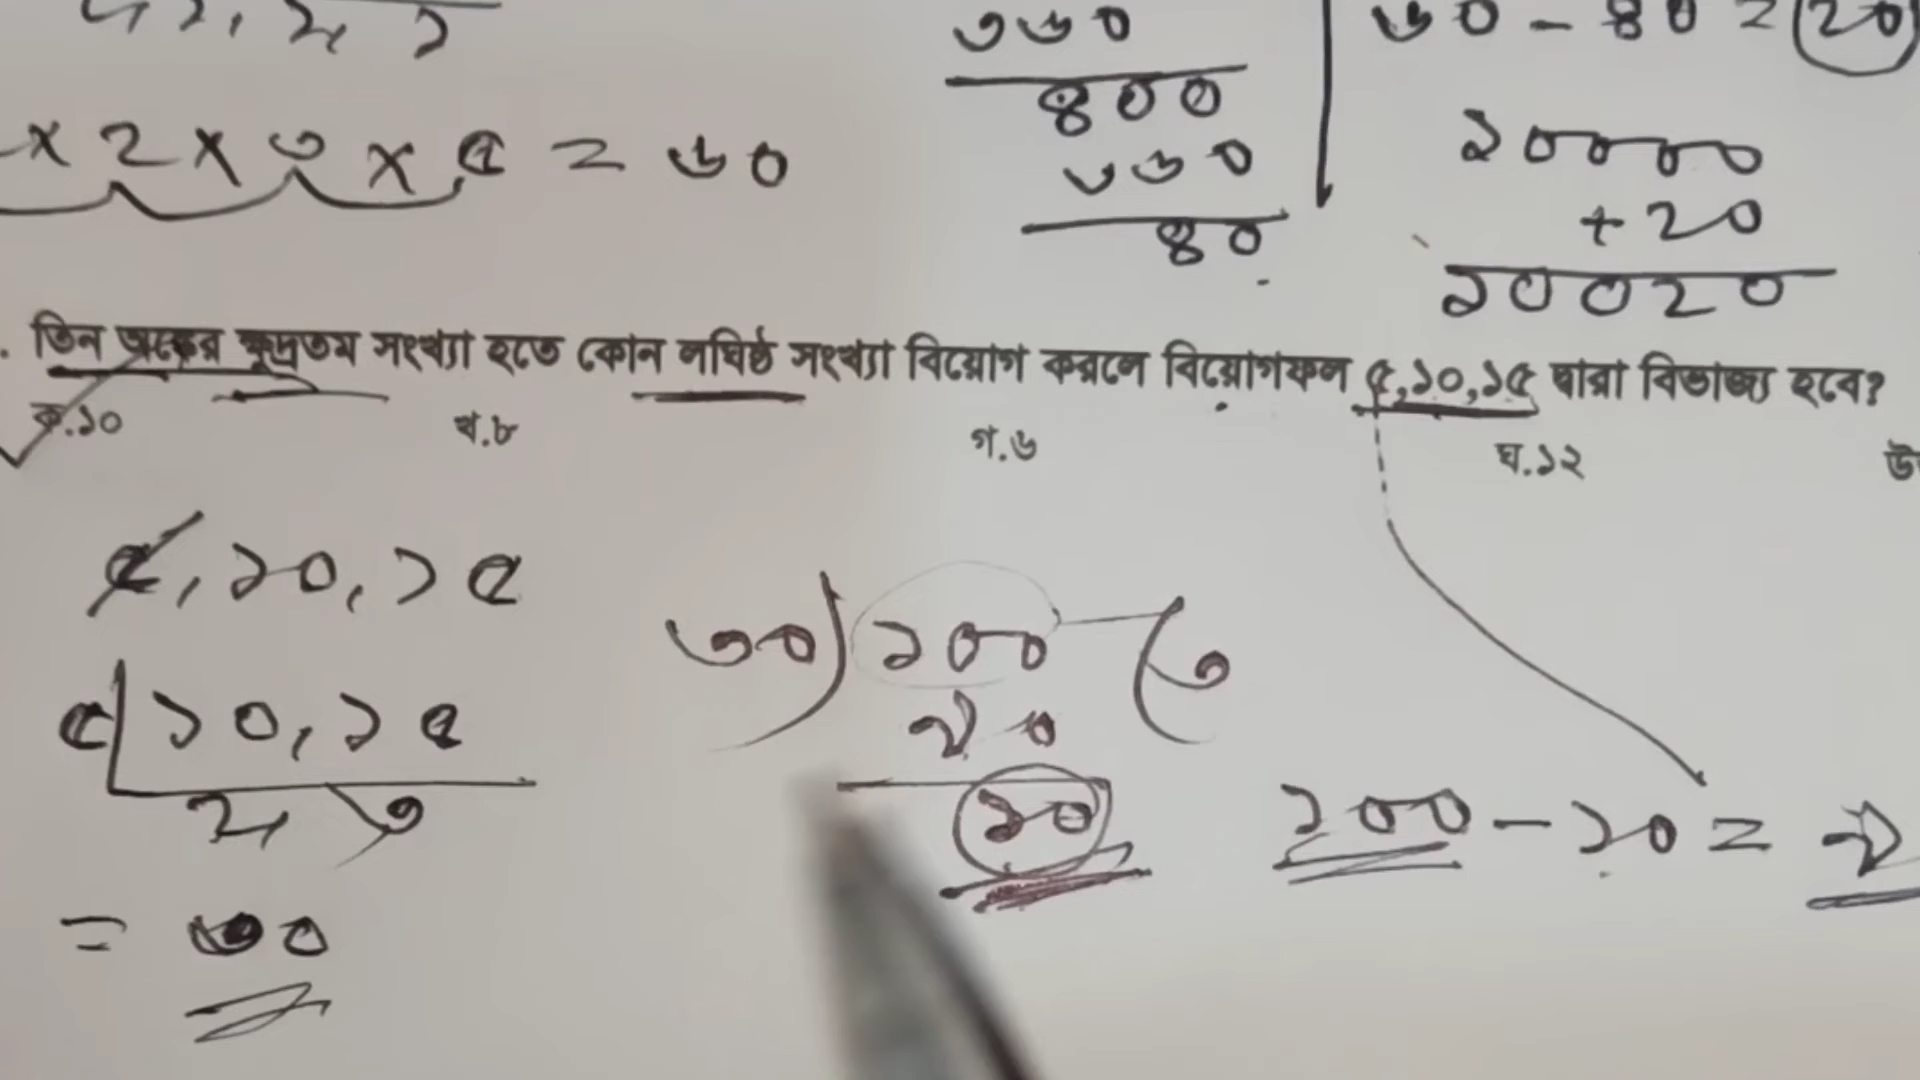 ৩৬০
৪০০
৩৬০
৪০
৬০ - ৪০ = ২০
১০০০০
+ ২০
১০০২০
× ২ × ৩ × ৫ = ৬০
. তিন অঙ্কের ক্ষুদ্রতম সংখ্যা হতে কোন লঘিষ্ঠ সংখ্যা বিয়োগ করলে বিয়োগফল ৫,১০,১৫ দ্বারা বিভাজ্য হবে?
ক.১০ খ.৮ গ.৬ ঘ.১২ উ
৫, ১০, ১৫
৫ ১০, ১৫
২, ৩
= ৩০
৩০) ১০০ (৩
৯০
১০
১০০ - ১০ = ৯